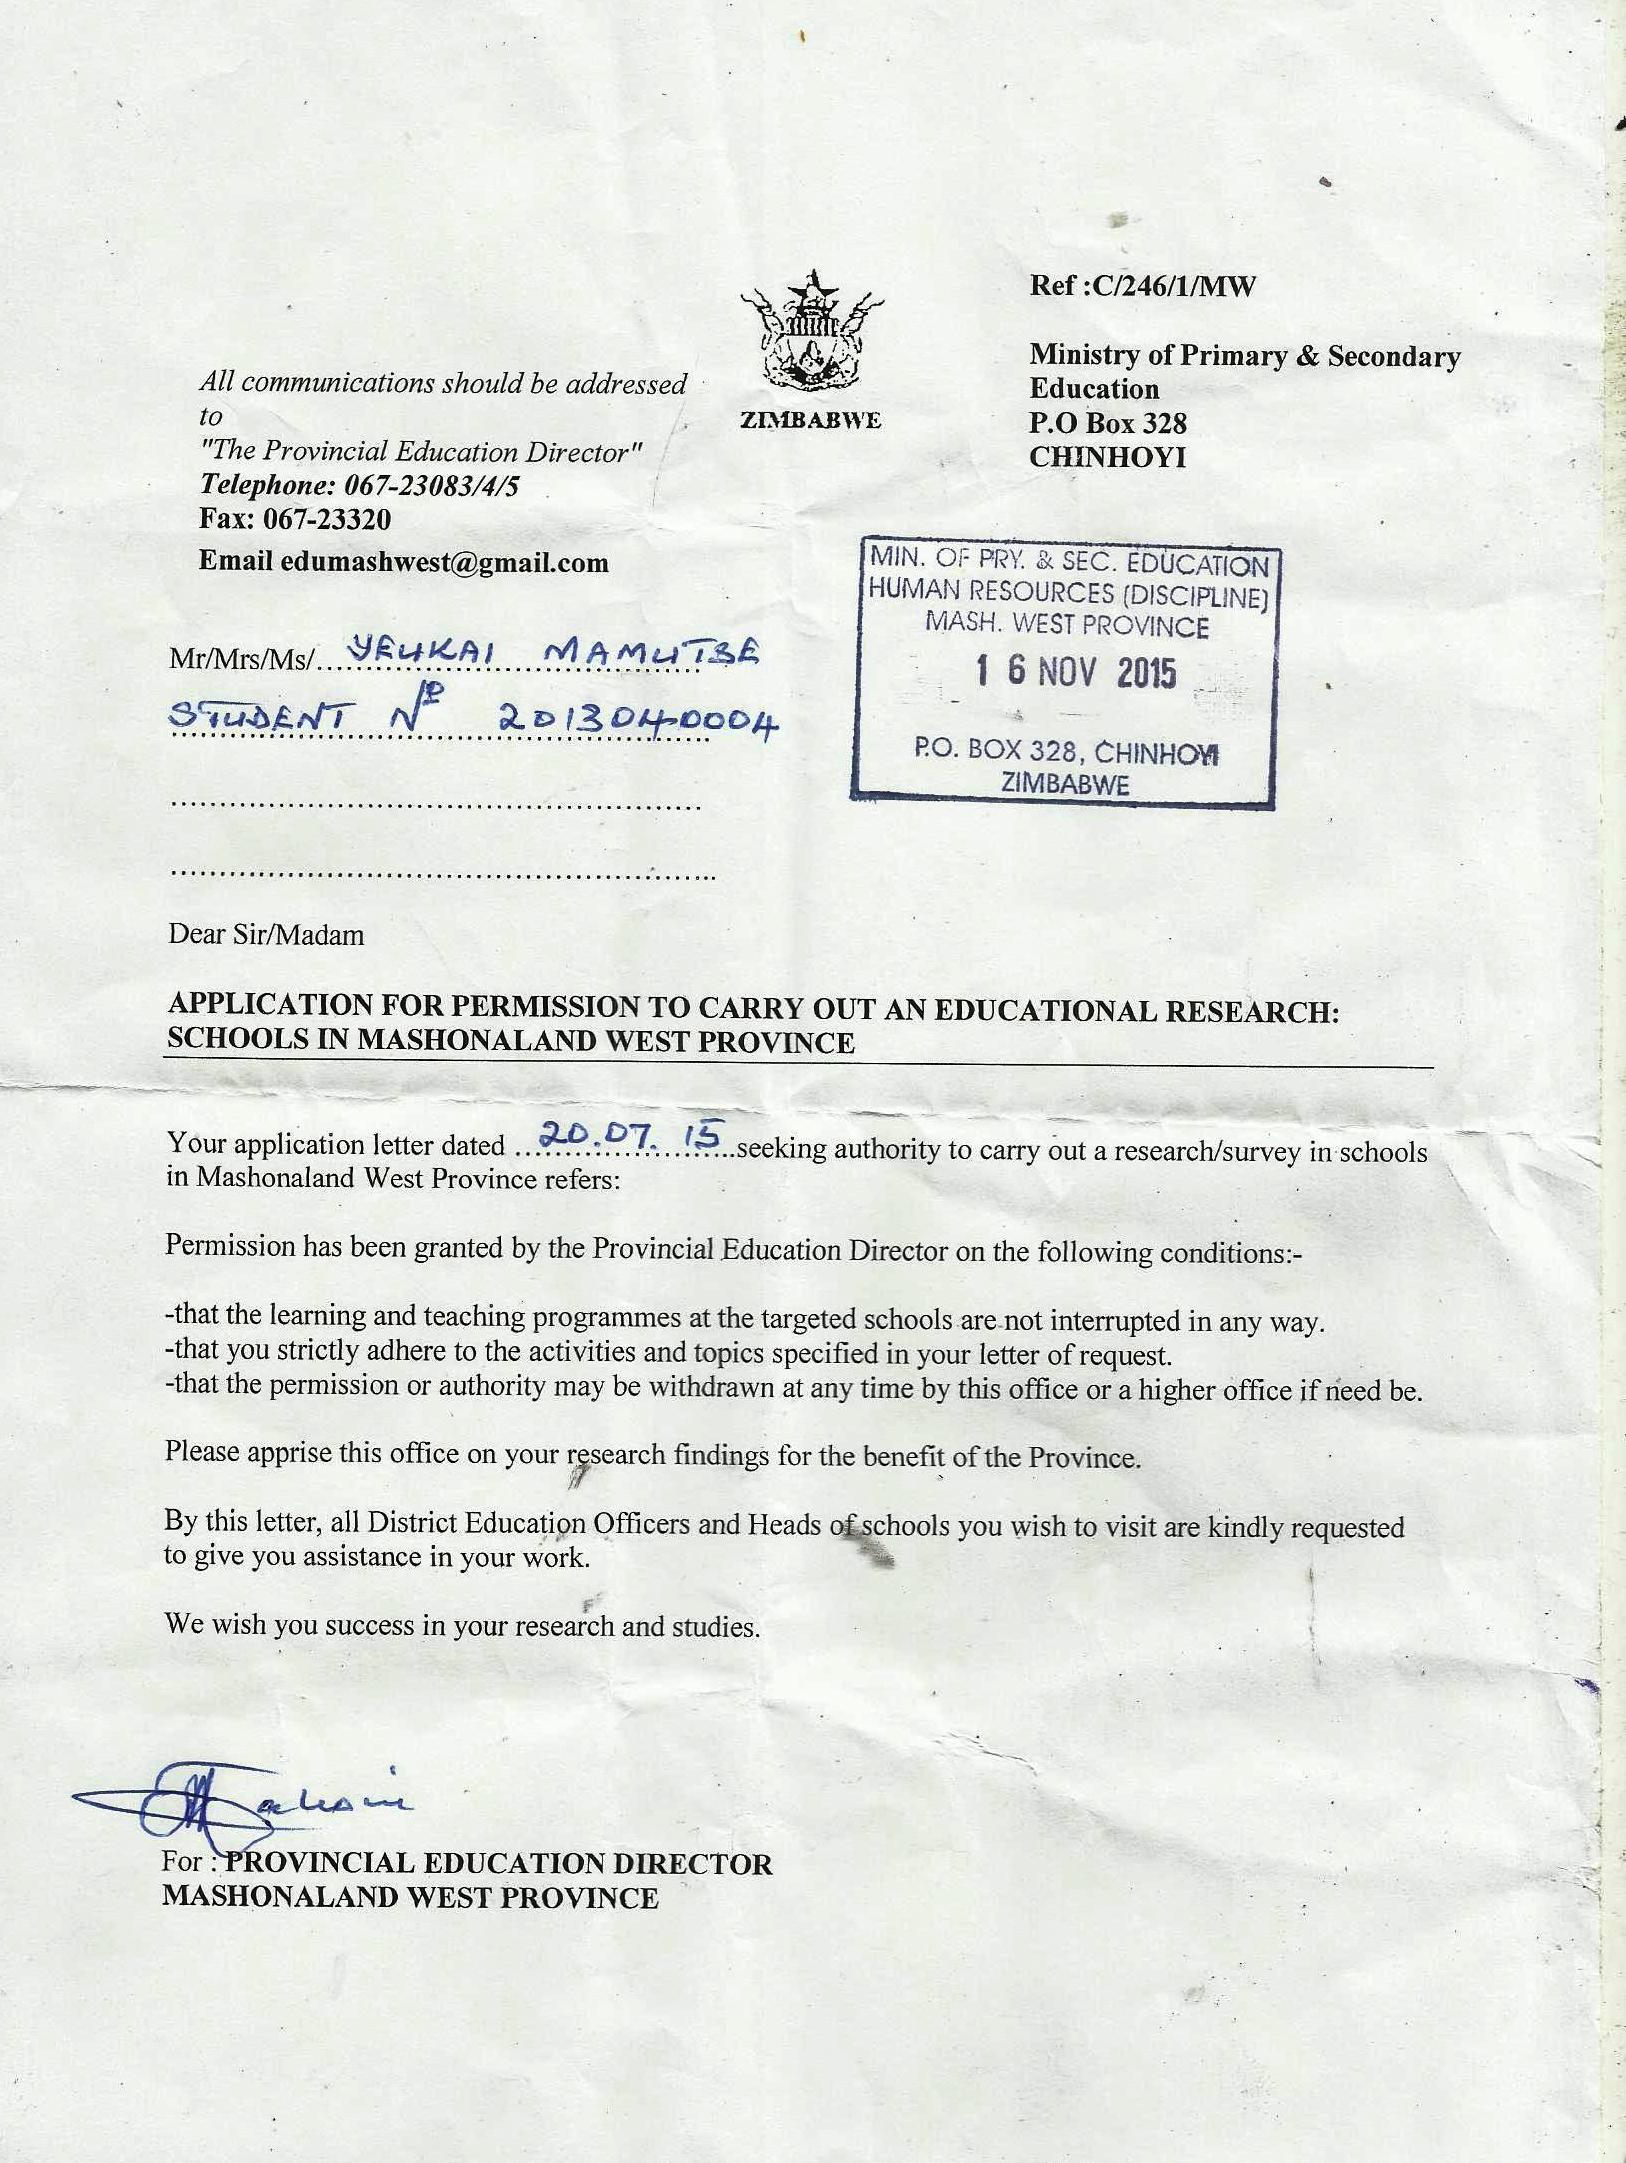 Ref :C/246/1/MW
Ministry of Primary & Secondary
Education
P.O Box 328
CHINHOYI
ZIMBABWE
All communications should be addressed
to
"The Provincial Education Director"
Telephone: 067-23083/4/5
Fax: 067-23320
Email edumashwest@gmail.com
MIN. OF PRY. & SEC. EDUCATION
HUMAN RESOURCES (DISCIPLINE)
MASH. WEST PROVINCE
16 NOV 2015
P.O. BOX 328, CHINHOYI
ZIMBABWE
Mr/Mrs/Ms/ YEUKAI MAMUTSE
STUDENT No 2013040004
Dear Sir/Madam
APPLICATION FOR PERMISSION TO CARRY OUT AN EDUCATIONAL RESEARCH:
SCHOOLS IN MASHONALAND WEST PROVINCE
Your application letter dated 20.07.15 seeking authority to carry out a research/survey in schools
in Mashonaland West Province refers:
Permission has been granted by the Provincial Education Director on the following conditions:-
-that the learning and teaching programmes at the targeted schools are not interrupted in any way.
-that you strictly adhere to the activities and topics specified in your letter of request.
-that the permission or authority may be withdrawn at any time by this office or a higher office if need be.
Please apprise this office on your research findings for the benefit of the Province.
By this letter, all District Education Officers and Heads of schools you wish to visit are kindly requested
to give you assistance in your work.
We wish you success in your research and studies.
For : PROVINCIAL EDUCATION DIRECTOR
MASHONALAND WEST PROVINCE